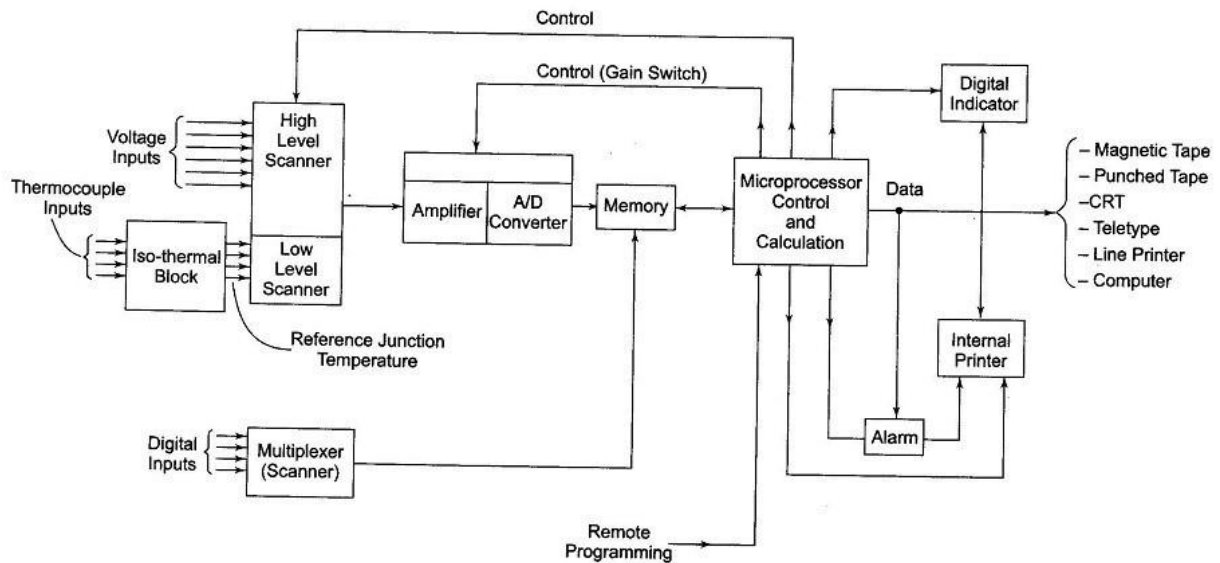 Control
Control (Gain Switch)
Digital
Indicator
Voltage
Inputs
High
Level
Scanner
Thermocouple
Inputs
Iso-thermal
Block
Low
Level
Scanner
Amplifier
A/D
Converter
Memory
Microprocessor
Control
and
Calculation
Data
– Magnetic Tape
– Punched Tape
–CRT
– Teletype
– Line Printer
– Computer
Reference Junction
Temperature
Internal
Printer
Alarm
Digital
Inputs
Multiplexer
(Scanner)
Remote
Programming